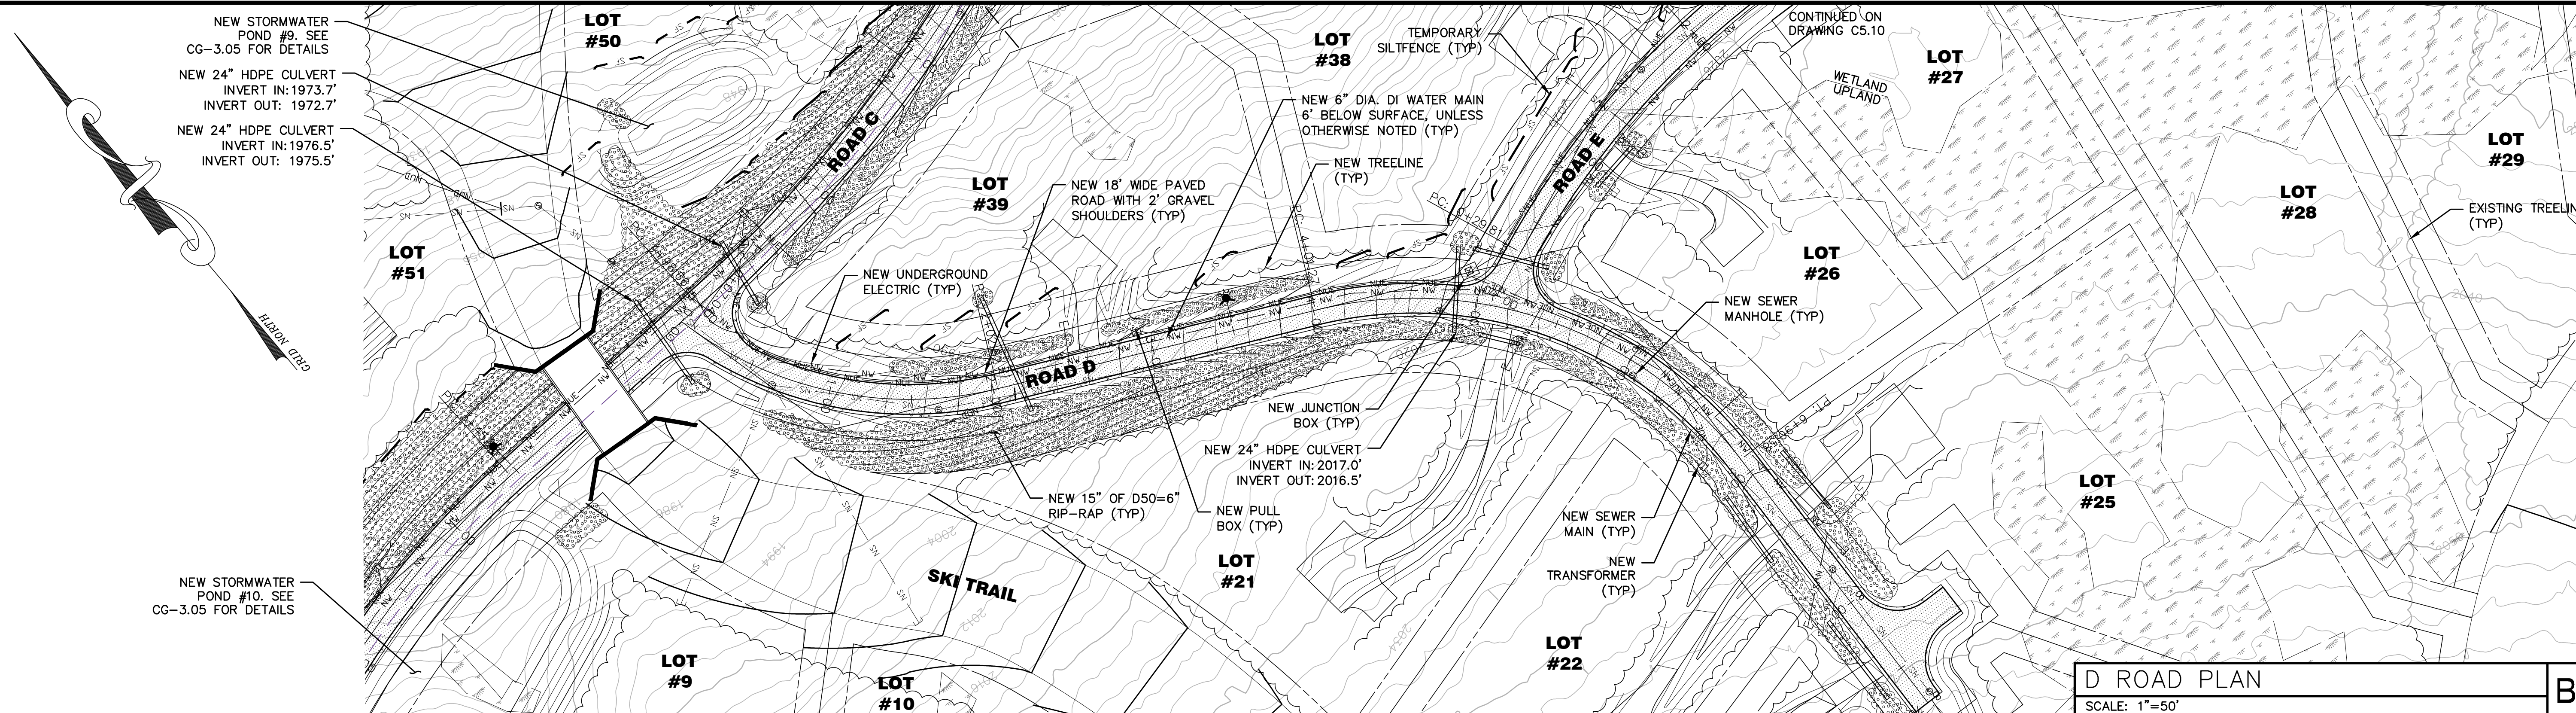 NEW STORMWATER
POND #9. SEE
CG-3.05 FOR DETAILS
NEW 24" HDPE CULVERT
INVERT IN:1973.7'
INVERT OUT: 1972.7'
NEW 24" HDPE CULVERT
INVERT IN:1976.5'
INVERT OUT: 1975.5'
GRID NORTH
LOT
#50
LOT
#51
ROAD C
LOT
#39
LOT
#38
TEMPORARY
SILTFENCE (TYP)
NEW 6" DIA. DI WATER MAIN
6' BELOW SURFACE, UNLESS
OTHERWISE NOTED (TYP)
NEW TREELINE
(TYP)
NEW 18' WIDE PAVED
ROAD WITH 2' GRAVEL
SHOULDERS (TYP)
NEW UNDERGROUND
ELECTRIC (TYP)
ROAD E
CONTINUED ON
DRAWING C5.10
WETLAND
UPLAND
LOT
#27
LOT
#29
LOT
#28
EXISTING TREELIN
(TYP)
LOT
#26
NEW SEWER
MANHOLE (TYP)
ROAD D
NEW JUNCTION
BOX (TYP)
NEW 24" HDPE CULVERT
INVERT IN:2017.0'
INVERT OUT:2016.5'
NEW 15" OF D50=6"
RIP-RAP (TYP)
NEW PULL
BOX (TYP)
NEW SEWER
MAIN (TYP)
NEW
TRANSFORMER
(TYP)
LOT
#25
LOT
#21
LOT
#22
SKI TRAIL
NEW STORMWATER
POND #10. SEE
CG-3.05 FOR DETAILS
LOT
#9
LOT
#10
1988
1994
2004
2012
2034
2040
D ROAD PLAN
SCALE: 1"=50'
B